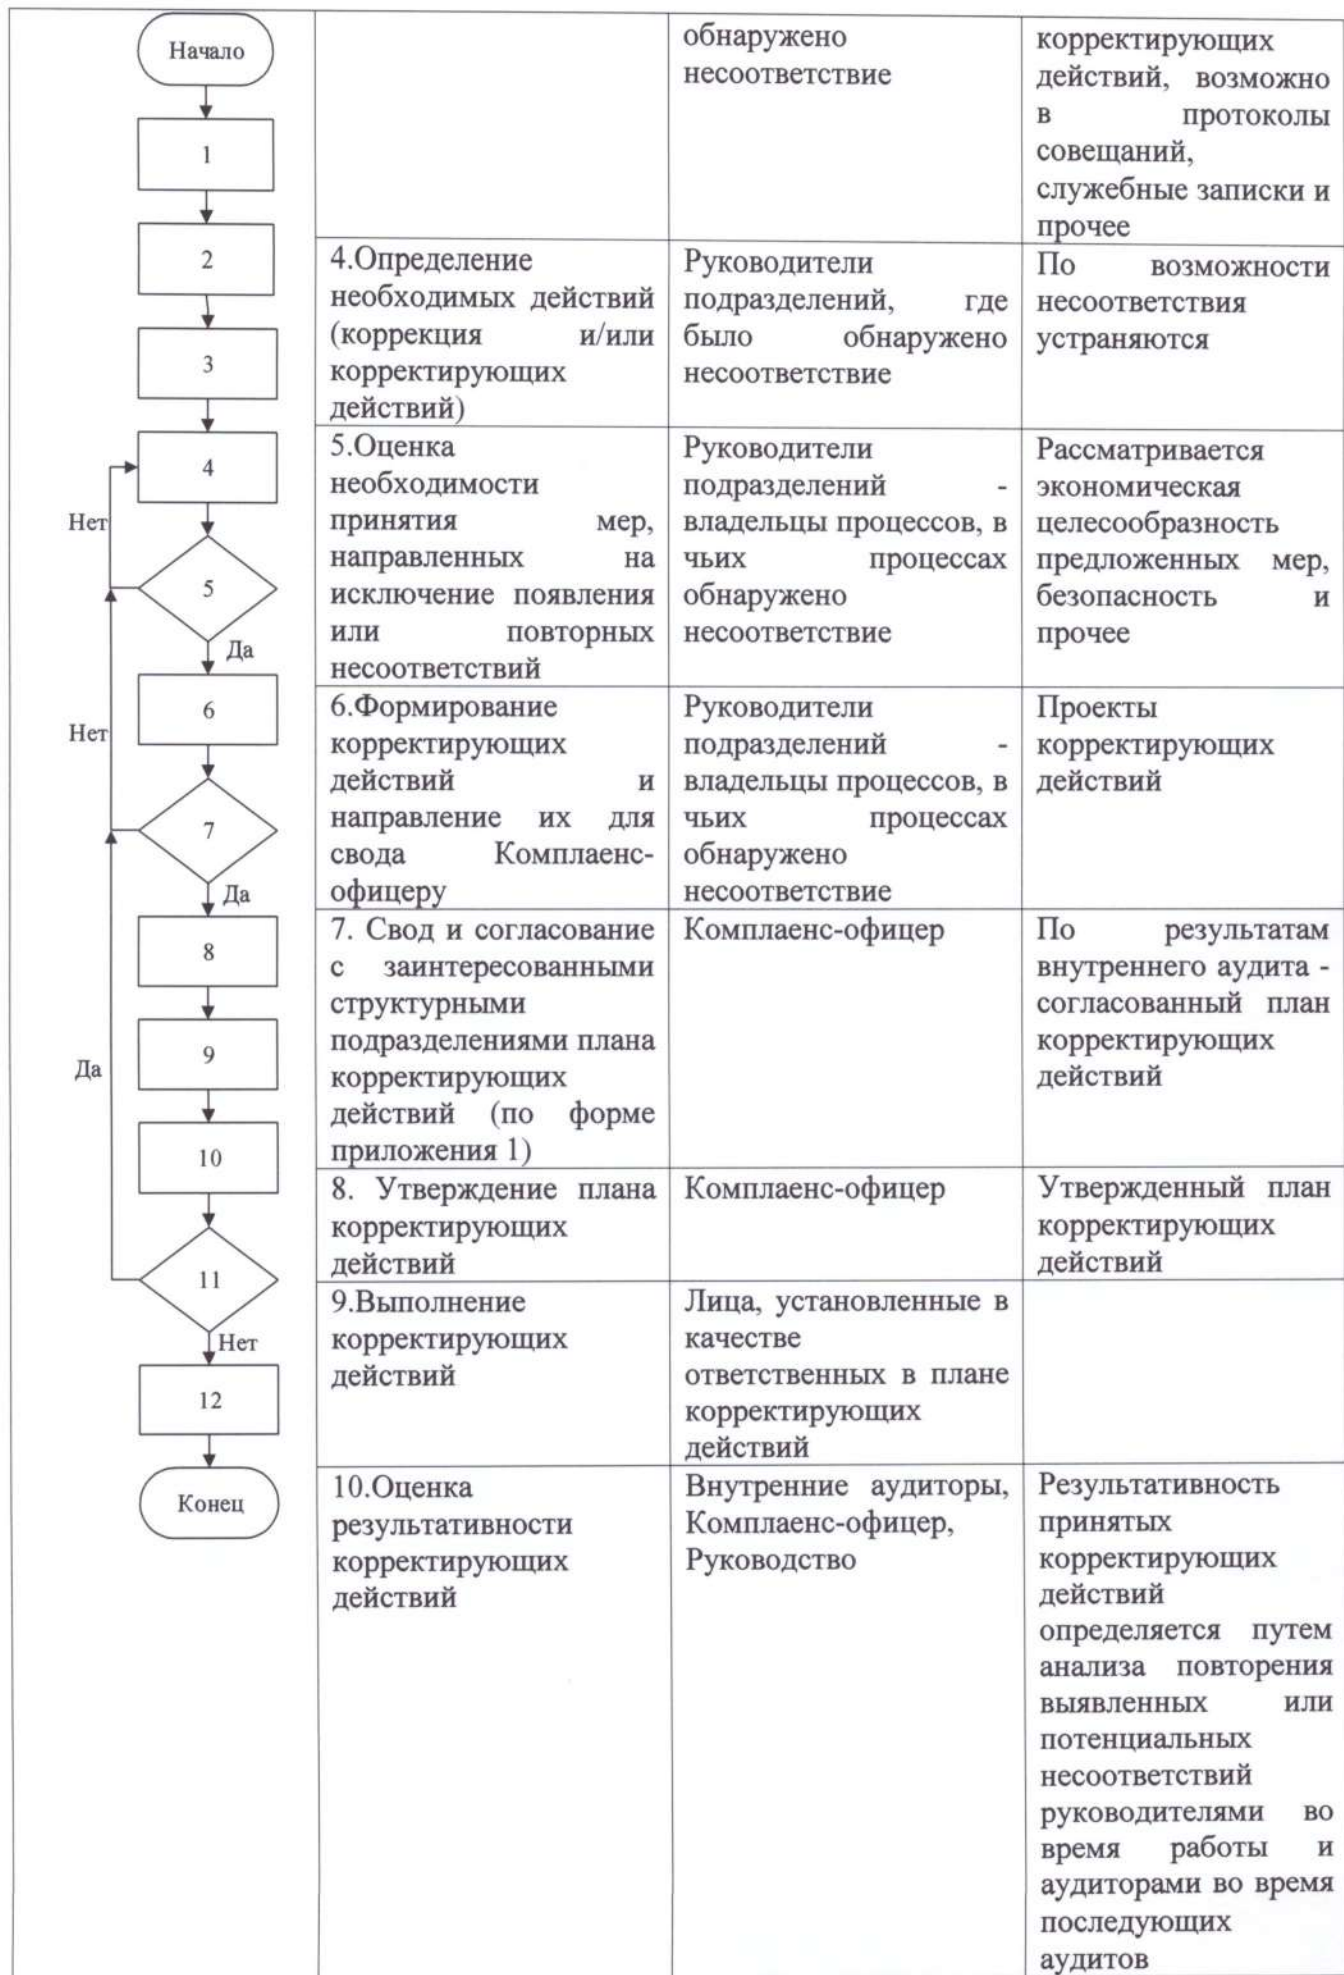 Начало
1
2
3
4
Нет
5
Да
6
Нет
7
Да
8
9
Да
10
11
Нет
12
Конец
обнаружено
несоответствие
корректирующих
действий, возможно
в протоколы
совещаний,
служебные записки и
прочее
4.Определение
необходимых действий
(коррекция и/или
корректирующих
действий)
Руководители
подразделений, где
было обнаружено
несоответствие
По возможности
несоответствия
устраняются
5.Оценка
необходимости
принятия мер,
направленных на
исключение появления
или повторных
несоответствий
Руководители
подразделений -
владельцы процессов, в
чьих процессах
обнаружено
несоответствие
Рассматривается
экономическая
целесообразность
предложенных мер,
безопасность и
прочее
6.Формирование
корректирующих
действий и
направление их для
свода Комплаенс-
офицеру
Руководители
подразделений -
владельцы процессов, в
чьих процессах
обнаружено
несоответствие
Проекты
корректирующих
действий
7. Свод и согласование
с заинтересованными
структурными
подразделениями плана
корректирующих
действий (по форме
приложения 1)
Комплаенс-офицер
По результатам
внутреннего аудита -
согласованный план
корректирующих
действий
8. Утверждение плана
корректирующих
действий
Комплаенс-офицер
Утвержденный план
корректирующих
действий
9.Выполнение
корректирующих
действий
Лица, установленные в
качестве
ответственных в плане
корректирующих
действий
10.Оценка
результативности
корректирующих
действий
Внутренние аудиторы,
Комплаенс-офицер,
Руководство
Результативность
принятых
корректирующих
действий
определяется путем
анализа повторения
выявленных или
потенциальных
несоответствий
руководителями во
время работы и
аудиторами во время
последующих
аудитов